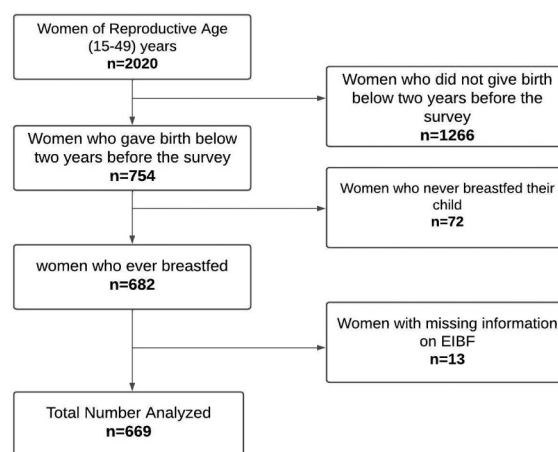 Women of Reproductive Age
(15-49) years
n=2020
Women who did not give birth
below two years before the
survey
n=1266
Women who gave birth below
two years before the survey
n=754
Women who never breastfed their
child
n=72
women who ever breastfed
n=682
Women with missing information
on EIBF
n=13
Total Number Analyzed
n=669